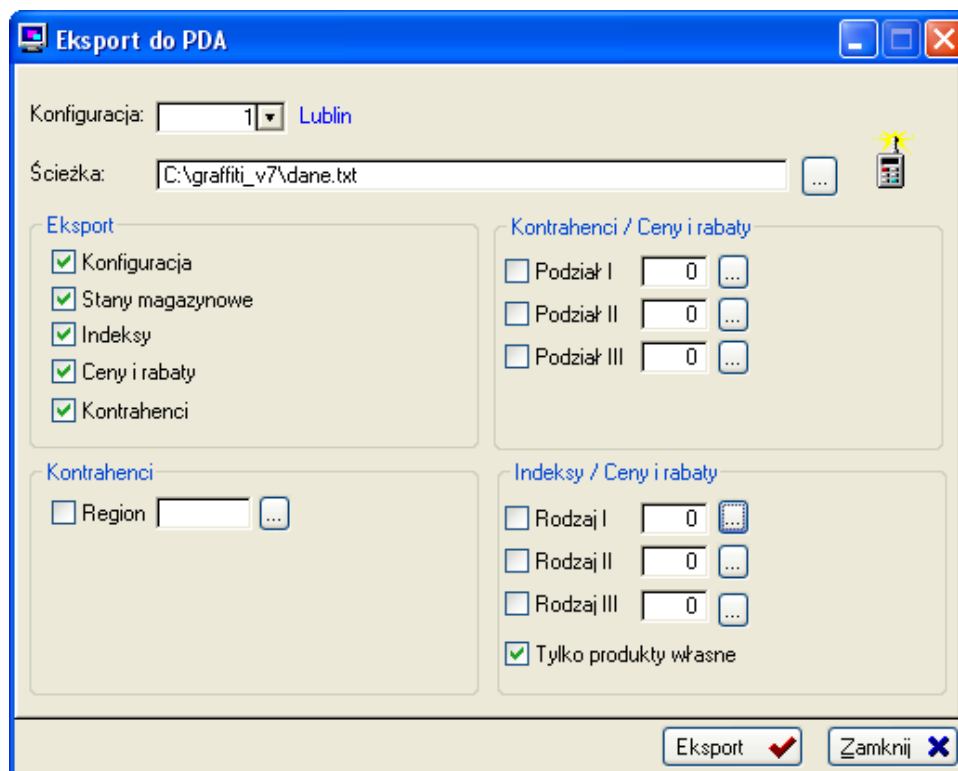 Eksport do PDA
Konfiguracja: 1 Lublin
Ścieżka: C:\graffiti_v7\dane.txt ...
Eksport
Konfiguracja
Stany magazynowe
Indeksy
Ceny i rabaty
Kontrahenci
Kontrahenci / Ceny i rabaty
Podział I 0 ...
Podział II 0 ...
Podział III 0 ...
Kontrahenci
Region ...
Indeksy / Ceny i rabaty
Rodzaj I 0 ...
Rodzaj II 0 ...
Rodzaj III 0 ...
Tylko produkty własne
Eksport Zamknij